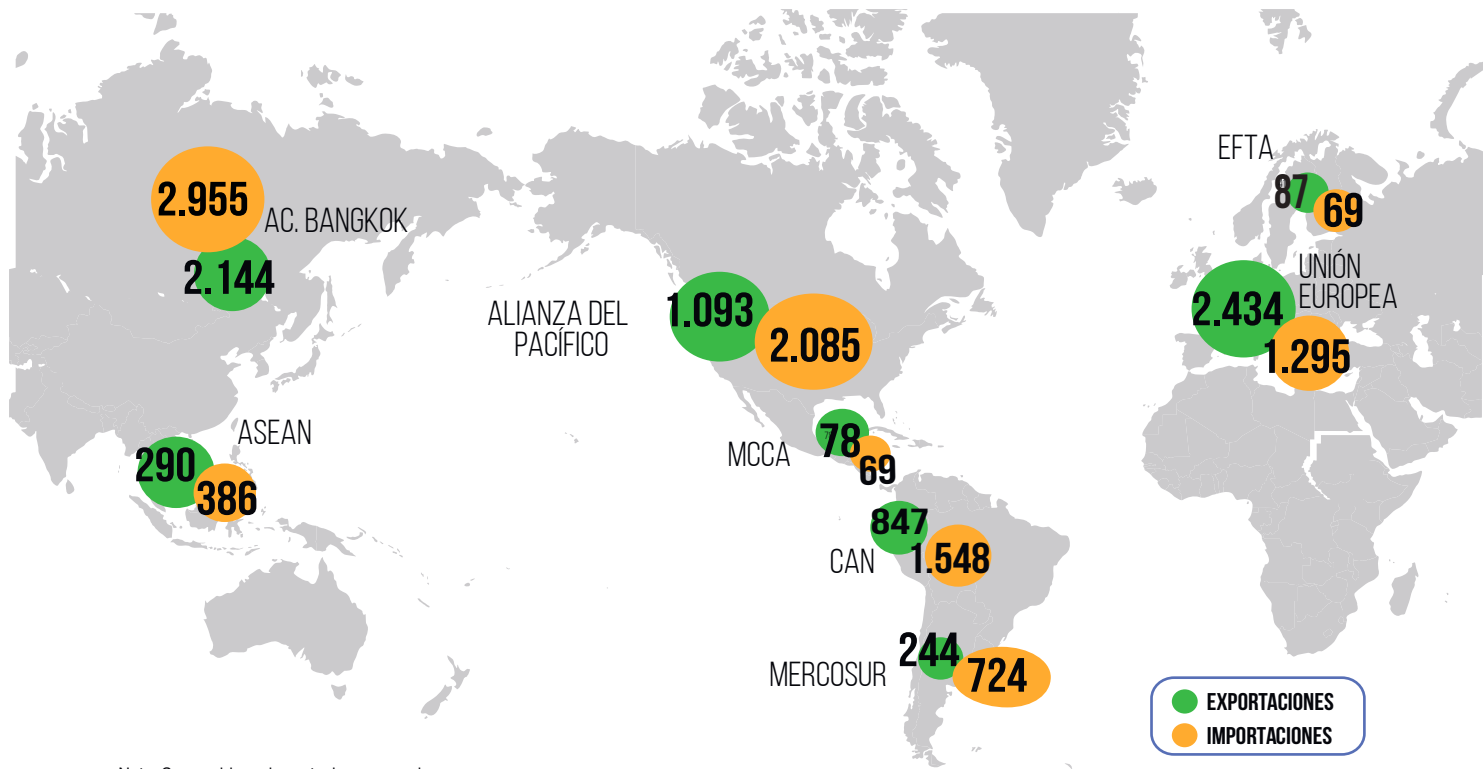 EFTA
87
69
2.955
AC. BANGKOK
2.144
UNIÓN
EUROPEA
2.434
1.295
ALIANZA DEL
PACÍFICO
1.093
2.085
ASEAN
290
386
MCCA
78
69
847
CAN
1.548
244
MERCOSUR
724
EXPORTACIONES
IMPORTACIONES